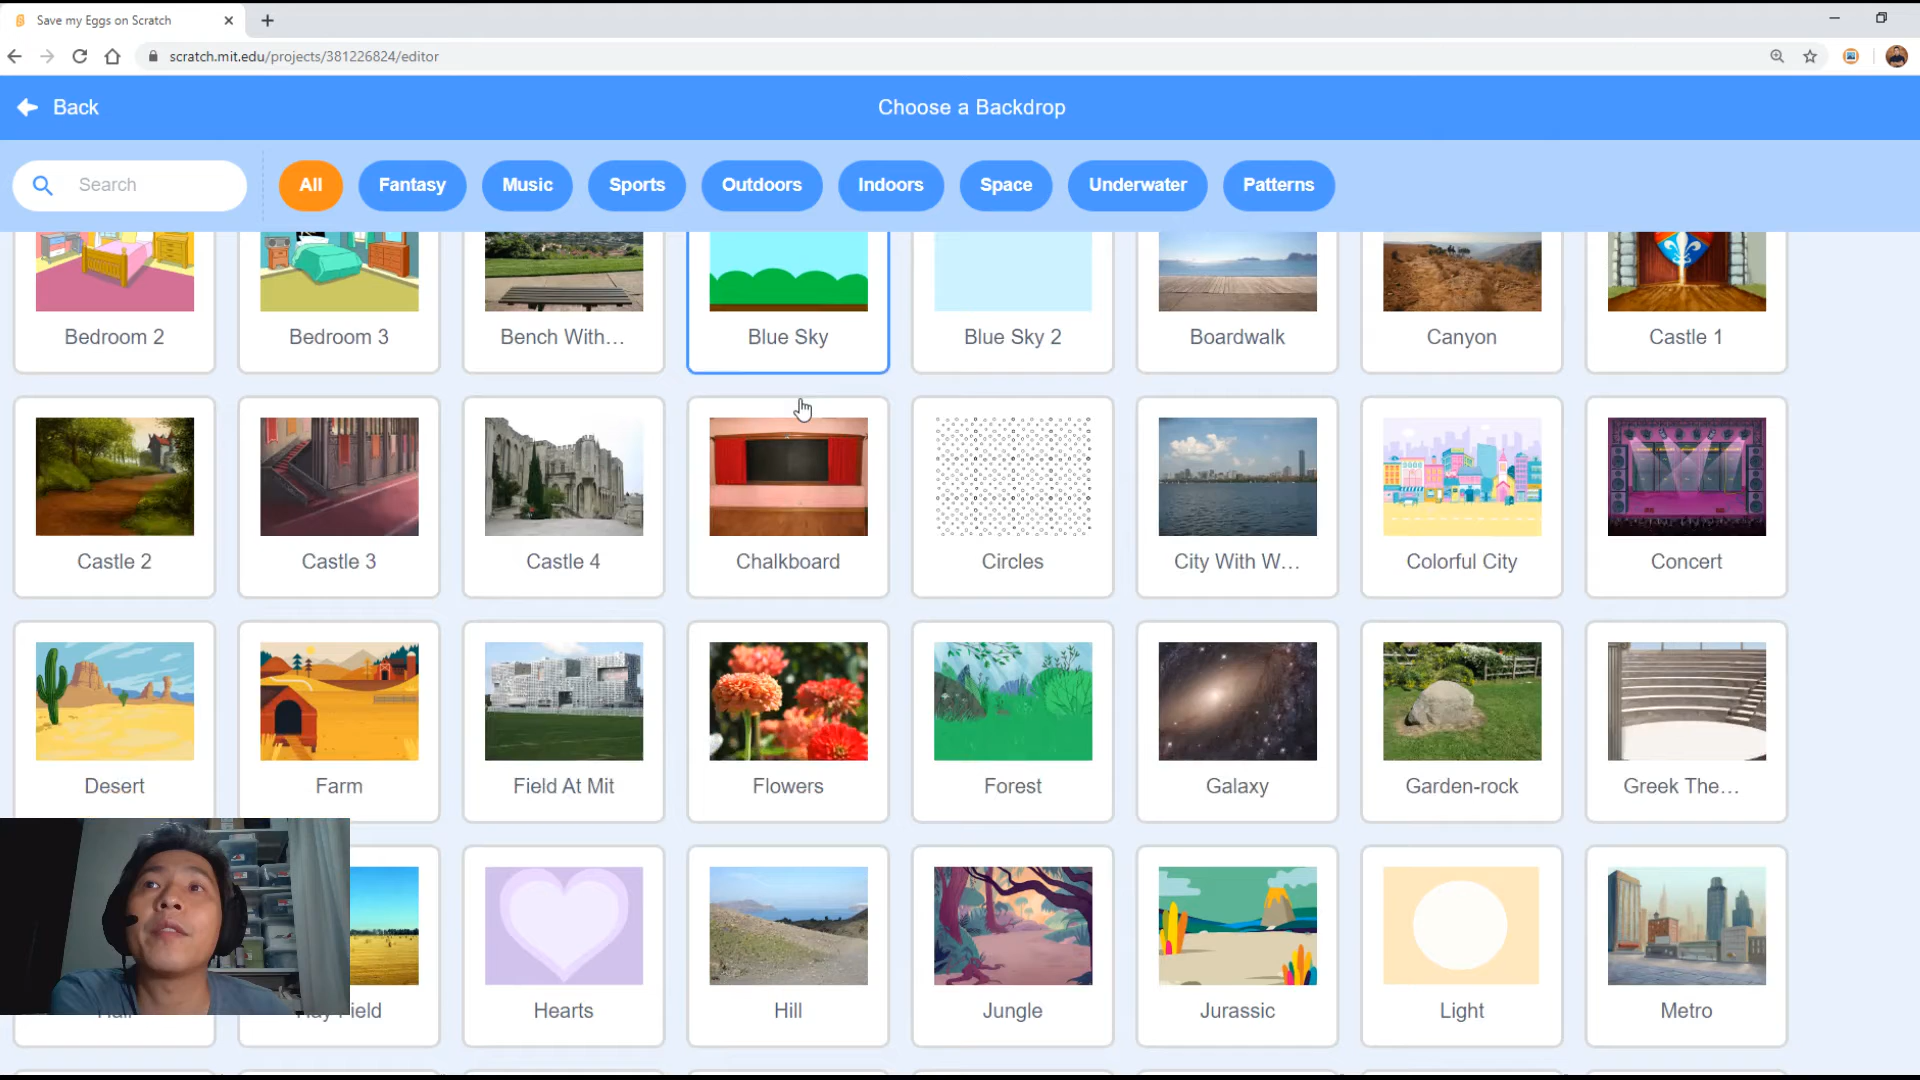 Save my Eggs on Scratch
scratch.mit.edu/projects/381226824/editor
Back
Choose a Backdrop
Search
All
Fantasy
Music
Sports
Outdoors
Indoors
Space
Underwater
Patterns
Bedroom 2
Bedroom 3
Bench With...
Blue Sky
Blue Sky 2
Boardwalk
Canyon
Castle 1
Castle 2
Castle 3
Castle 4
Chalkboard
Circles
City With W...
Colorful City
Concert
Desert
Farm
Field At Mit
Flowers
Forest
Galaxy
Garden-rock
Greek The...
Field
Hearts
Hill
Jungle
Jurassic
Light
Metro